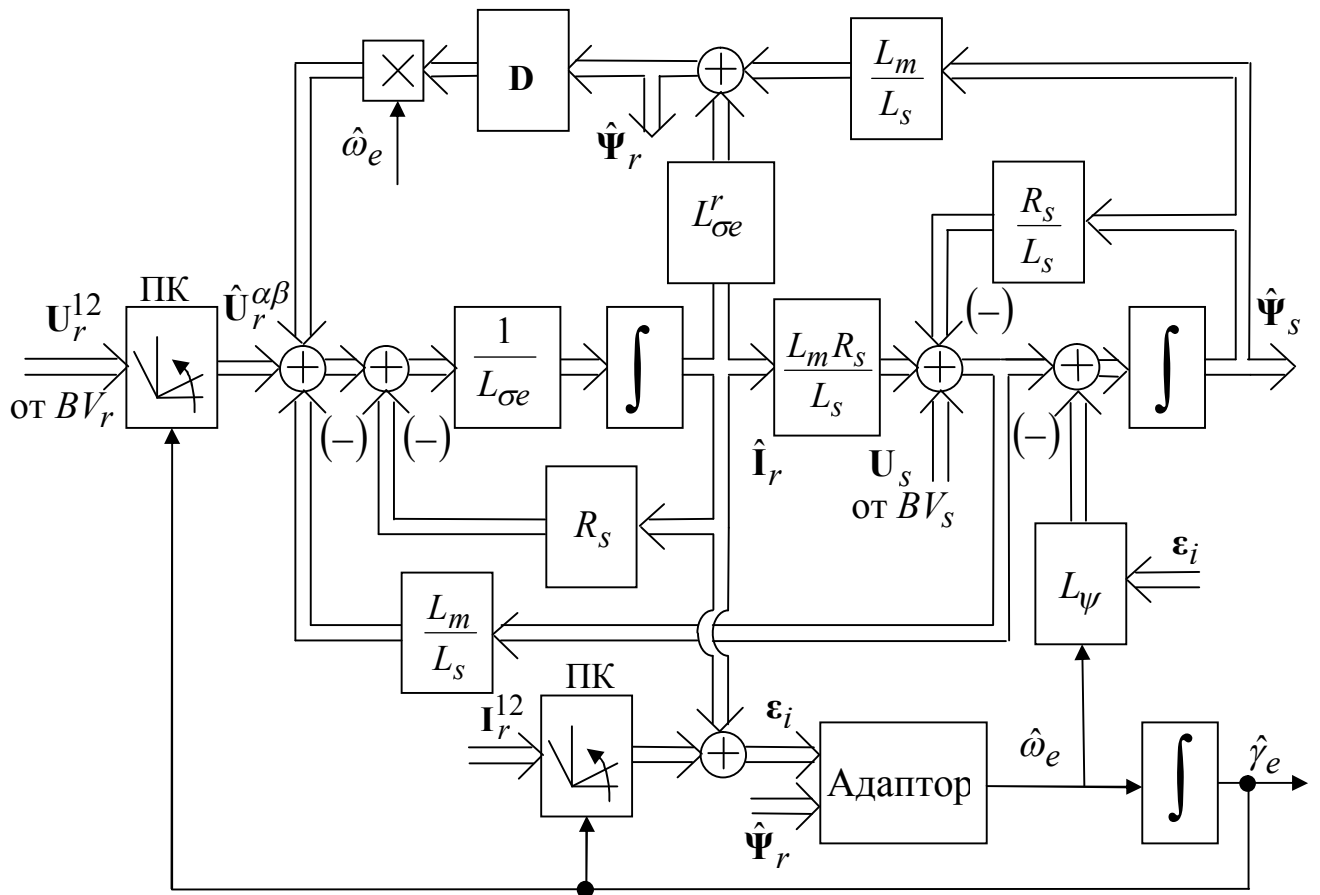 D
L_m
L_s
ω̂_e
Ψ̂_r
L^r_σe
R_s
L_s
ПК
U_r^12
Û_r^αβ
(−)
Ψ̂_s
1
L_σe
∫
L_m R_s
L_s
∫
от BV_r
(−)
(−)
(−)
Î_r
U_s
от BV_s
R_s
ε_i
L_ψ
L_m
L_s
ПК
I_r^12
ε_i
ω̂_e
γ̂_e
Адаптор
∫
Ψ̂_r